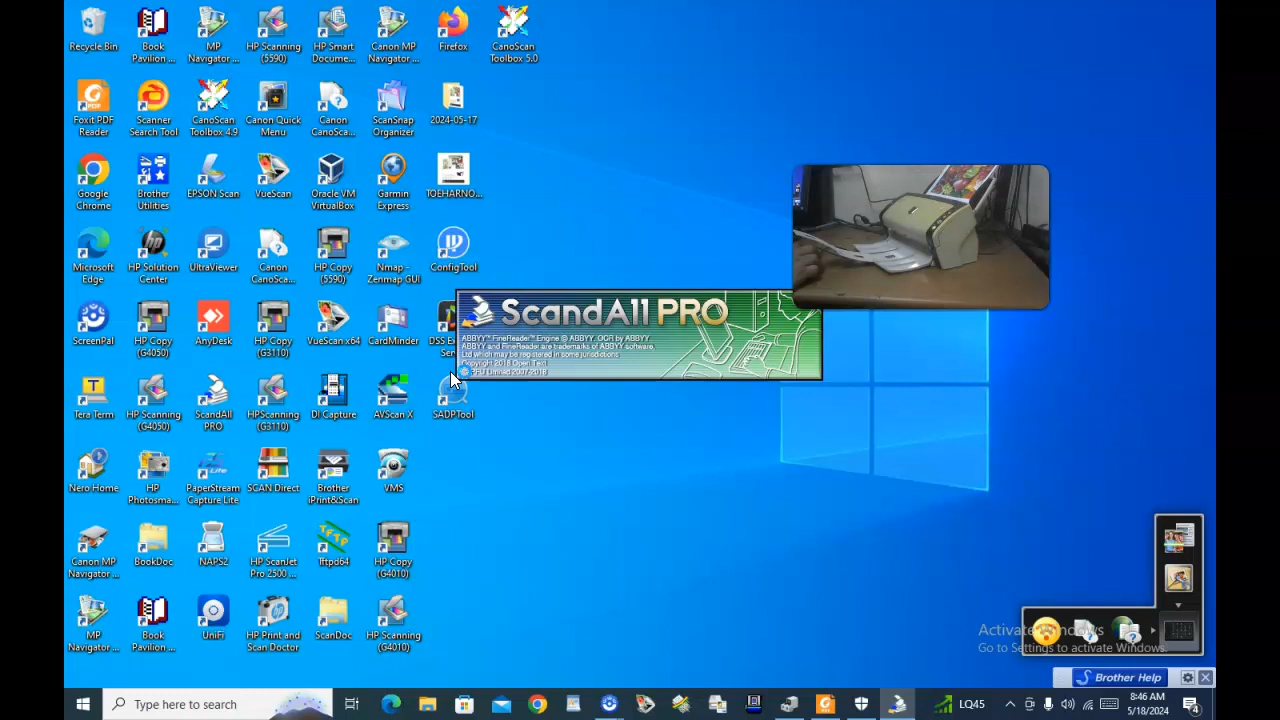 Recycle Bin
Book
Pavilion ...
MP
Navigator ...
HP Scanning
(5590)
HP Smart
Docume...
Canon MP
Navigator ...
Firefox
CanoScan
Toolbox 5.0
Foxit PDF
Reader
Scanner
Search Tool
CanoScan
Toolbox 4.9
Canon Quick
Menu
Canon
CanoSca...
ScanSnap
Organizer
2024-05-17
Google
Chrome
Brother
Utilities
EPSON Scan
VueScan
Oracle VM
VirtualBox
Garmin
Express
TOEHARNO...
Microsoft
Edge
HP Solution
Center
UltraViewer
Canon
CanoSca...
HP Copy
(5590)
Nmap -
Zenmap GUI
ConfigTool
ScreenPal
HP Copy
(G4050)
AnyDesk
HP Copy
(G3110)
VueScan x64
CardMinder
ScandAll PRO
ABBYY™ FineReader™ Engine © ABBYY. OCR by ABBYY
ABBYY and FineReader are trademarks of ABBYY software,
Ltd which may be registered in some jurisdictions.
Copyright 2018 Open Text
© PFU Limited 2007-2018
Tera Term
HP Scanning
(G4050)
ScandAll
PRO
HPScanning
(G3110)
DI Capture
AVScan X
SADPTool
Nero Home
HP
Photosma...
PaperStream
Capture Lite
SCAN Direct
Brother
iPrint&Scan
VMS
Canon MP
Navigator ...
BookDoc
NAPS2
HP ScanJet
Pro 2500 ...
Tftpd64
HP Copy
(G4010)
MP
Navigator ...
Book
Pavilion ...
UniFi
HP Print and
Scan Doctor
ScanDoc
HP Scanning
(G4010)
Activate Windows
Go to Settings to activate Windows.
Brother Help
Type here to search
LQ45
8:46 AM
5/18/2024
4